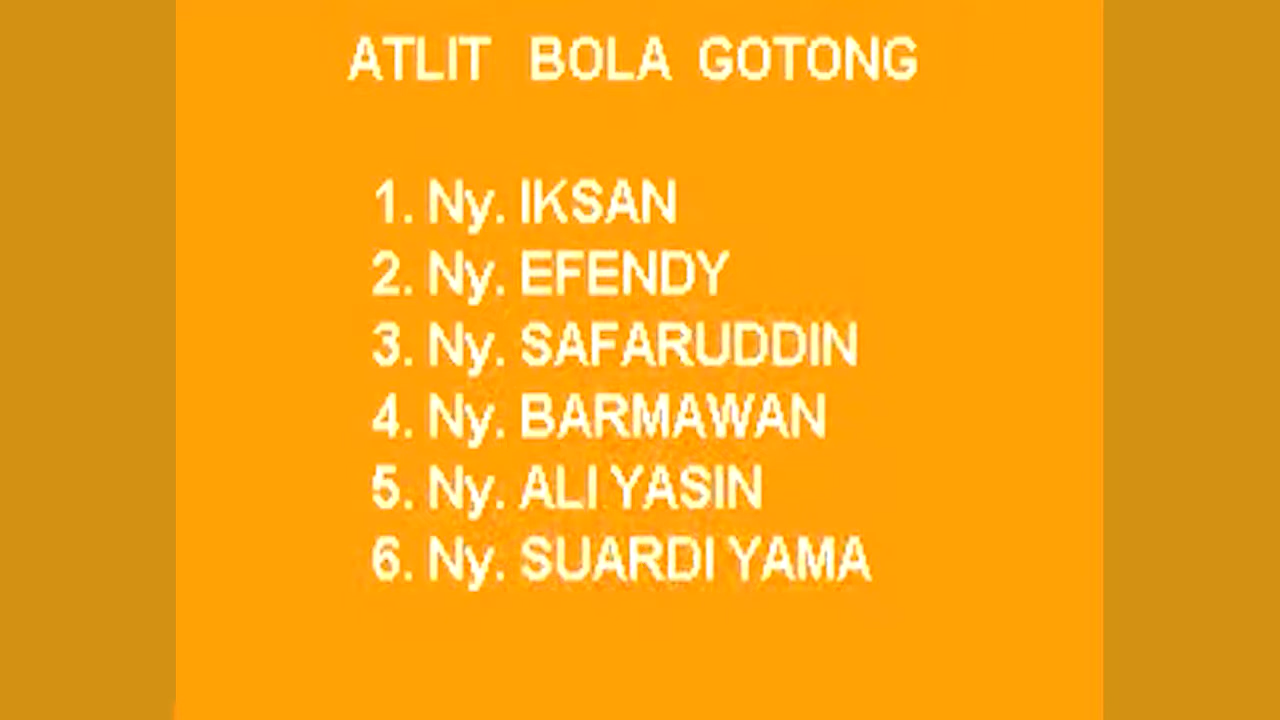 ATLIT BOLA GOTONG
1. Ny. IKSAN
2. Ny. EFENDY
3. Ny. SAFARUDDIN
4. Ny. BARMAWAN
5. Ny. ALI YASIN
6. Ny. SUARDI YAMA